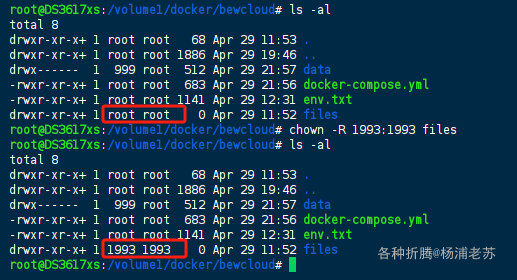 root@DS3617xs:/volume1/docker/bewcloud# ls -al
total 8
drwxr-xr-x+ 1 root root   68 Apr 29 11:53 .
drwxr-xr-x+ 1 root root 1886 Apr 29 19:46 ..
drwx------  1  999 root  512 Apr 29 21:57 data
-rwxr-xr-x+ 1 root root  683 Apr 29 21:56 docker-compose.yml
-rwxr-xr-x+ 1 root root 1141 Apr 29 12:31 env.txt
drwxr-xr-x+ 1 root root    0 Apr 29 11:52 files
root@DS3617xs:/volume1/docker/bewcloud# chown -R 1993:1993 files
root@DS3617xs:/volume1/docker/bewcloud# ls -al
total 8
drwxr-xr-x+ 1 root root   68 Apr 29 11:53 .
drwxr-xr-x+ 1 root root 1886 Apr 29 19:46 ..
drwx------  1  999 root  512 Apr 29 21:57 data
-rwxr-xr-x+ 1 root root  683 Apr 29 21:56 docker-compose.yml
-rwxr-xr-x+ 1 root root 1141 Apr 29 12:31 env.txt
drwxr-xr-x+ 1 1993 1993    0 Apr 29 11:52 files
root@DS3617xs:/volume1/docker/bewcloud#
各种折腾@杨浦老苏